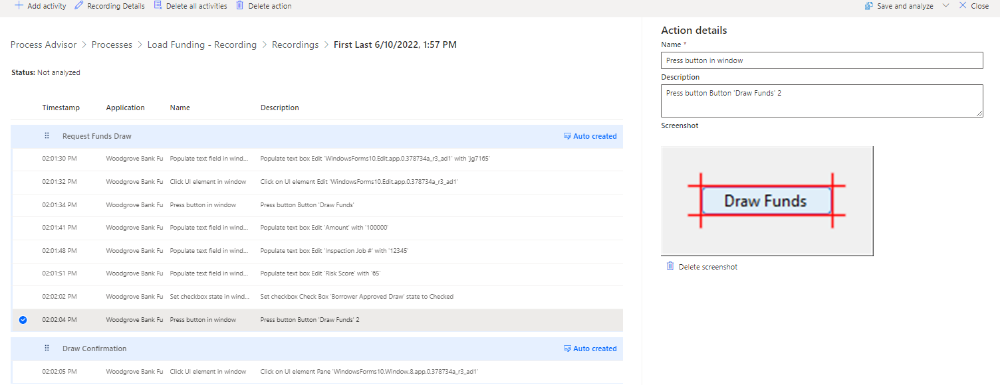 Add activity Recording Details Delete all activities Delete action Save and analyze Close
Process Advisor > Processes > Load Funding - Recording > Recordings > First Last 6/10/2022, 1:57 PM
Status: Not analyzed
Timestamp Application Name Description
Request Funds Draw Auto created
02:01:30 PM Woodgrove Bank Fu Populate text field in wind... Populate text box Edit 'WindowsForms10.Edit.app.0.378734a_r3_ad1' with 'jg7165'
02:01:32 PM Woodgrove Bank Fu Click UI element in window Click on UI element Edit 'WindowsForms10.Edit.app.0.378734a_r3_ad1'
02:01:34 PM Woodgrove Bank Fu Press button in window Press button Button 'Draw Funds'
02:01:41 PM Woodgrove Bank Fu Populate text field in wind... Populate text box Edit 'Amount' with '100000'
02:01:48 PM Woodgrove Bank Fu Populate text field in wind... Populate text box Edit 'Inspection Job #' with '12345'
02:01:51 PM Woodgrove Bank Fu Populate text field in wind... Populate text box Edit 'Risk Score' with '65'
02:02:02 PM Woodgrove Bank Fu Set checkbox state in wind... Set checkbox Check Box 'Borrower Approved Draw' state to Checked
02:02:04 PM Woodgrove Bank Fu Press button in window Press button Button 'Draw Funds' 2
Draw Confirmation Auto created
02:02:05 PM Woodgrove Bank Fu Click UI element in window Click on UI element Pane 'WindowsForms10.Window.8.app.0.378734a_r3_ad1'
Action details
Name *
Press button in window
Description
Press button Button 'Draw Funds' 2
Screenshot
Draw Funds
Delete screenshot